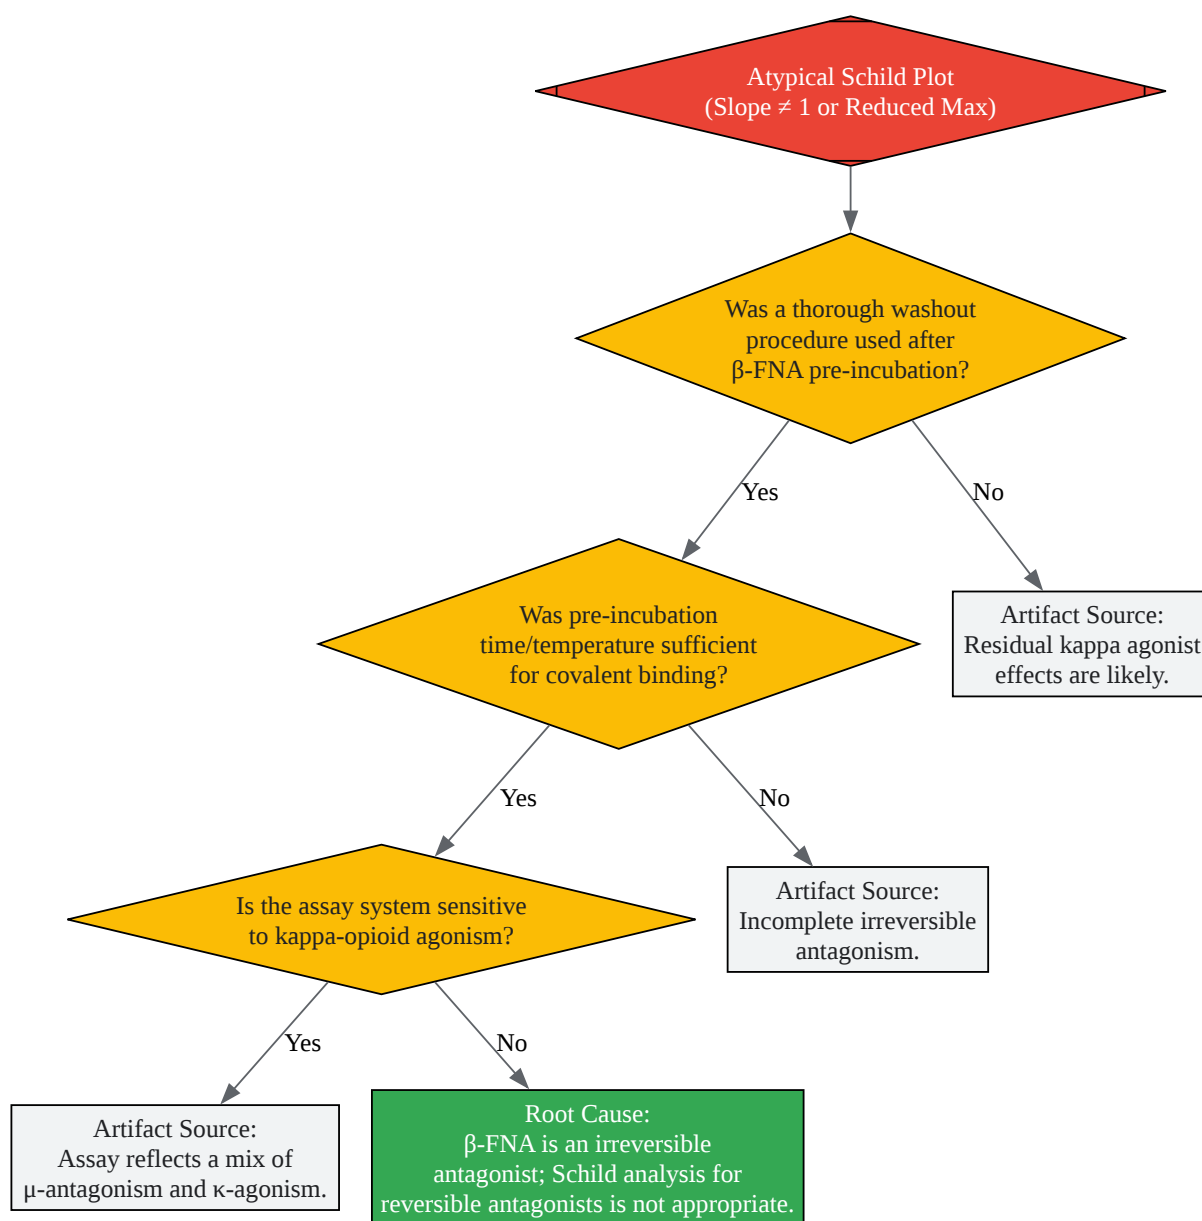 Atypical Schild Plot
(Slope ≠ 1 or Reduced Max)
Was a thorough washout
procedure used after
β-FNA pre-incubation?
Yes
No
Was pre-incubation
time/temperature sufficient
for covalent binding?
Artifact Source:
Residual kappa agonist
effects are likely.
Yes
No
Is the assay system sensitive
to kappa-opioid agonism?
Artifact Source:
Incomplete irreversible
antagonism.
Yes
No
Artifact Source:
Assay reflects a mix of
μ-antagonism and κ-agonism.
Root Cause:
β-FNA is an irreversible
antagonist; Schild analysis for
reversible antagonists is not appropriate.